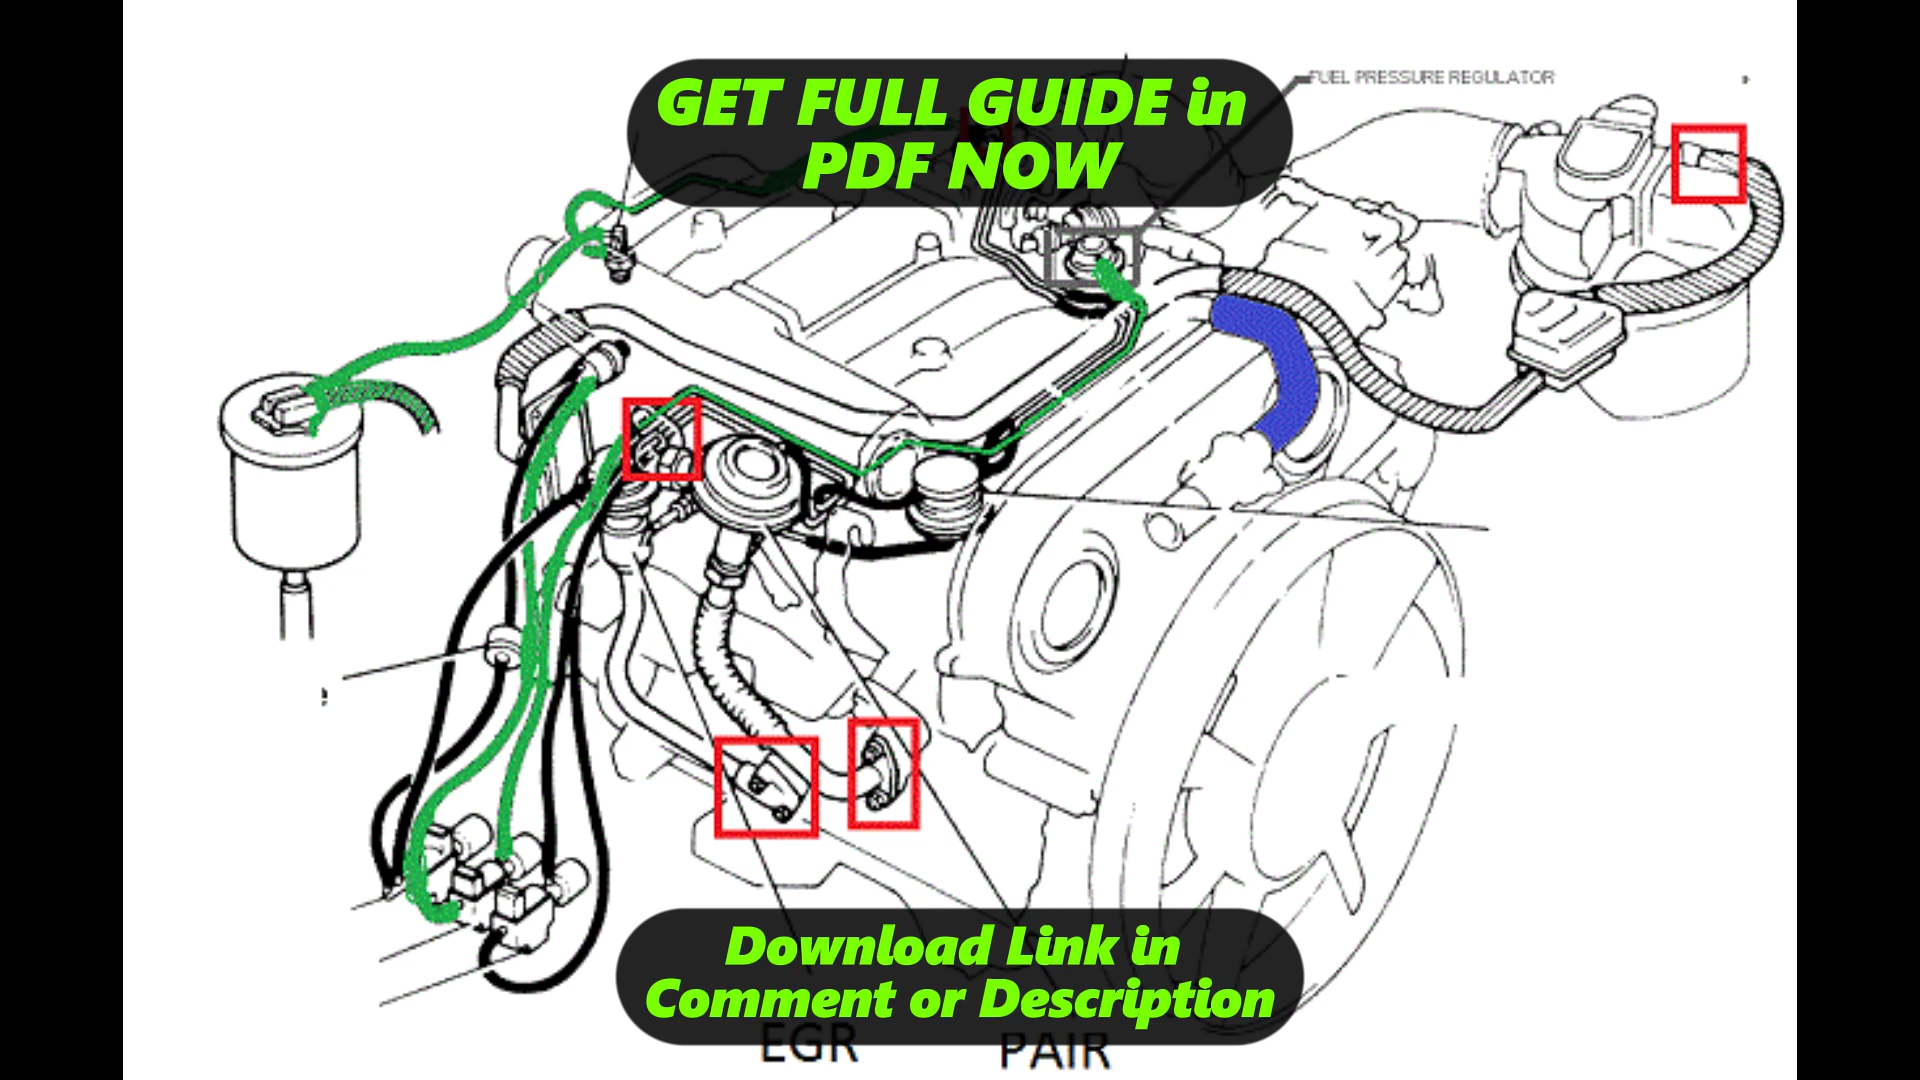 FUEL PRESSURE REGULATOR
GET FULL GUIDE in
PDF NOW
Download Link in
Comment or Description
EGR PAIR